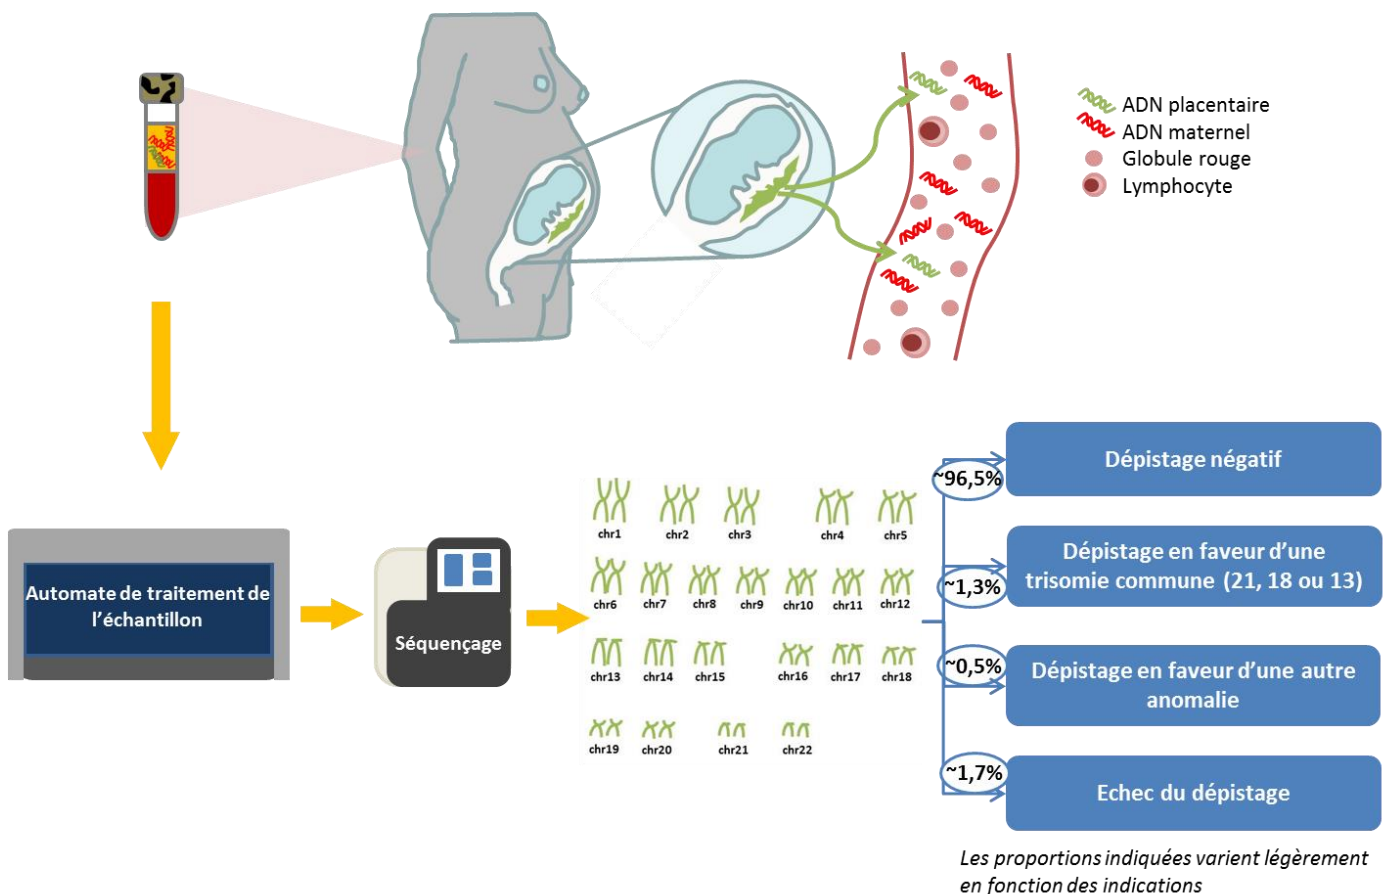 ADN placentaire
ADN maternel
Globule rouge
Lymphocyte
Automate de traitement de
l'échantillon
Séquençage
chr1 chr2 chr3 chr4 chr5
chr6 chr7 chr8 chr9 chr10 chr11 chr12
chr13 chr14 chr15 chr16 chr17 chr18
chr19 chr20 chr21 chr22
~96,5%
Dépistage négatif
~1,3%
Dépistage en faveur d'une
trisomie commune (21, 18 ou 13)
~0,5%
Dépistage en faveur d'une autre
anomalie
~1,7%
Echec du dépistage
Les proportions indiquées varient légèrement
en fonction des indications